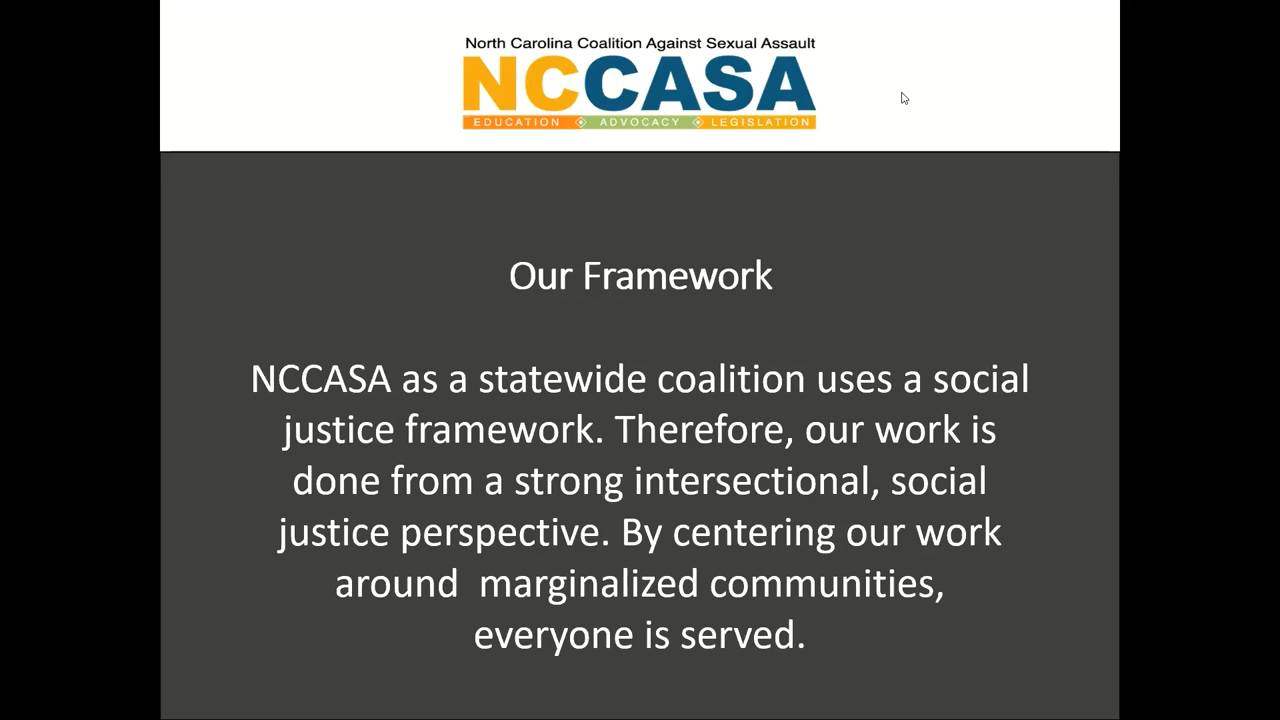 North Carolina Coalition Against Sexual Assault
NCCASA
EDUCATION ADVOCACY LEGISLATION
Our Framework
NCCASA as a statewide coalition uses a social
justice framework. Therefore, our work is
done from a strong intersectional, social
justice perspective. By centering our work
around  marginalized communities,
everyone is served.